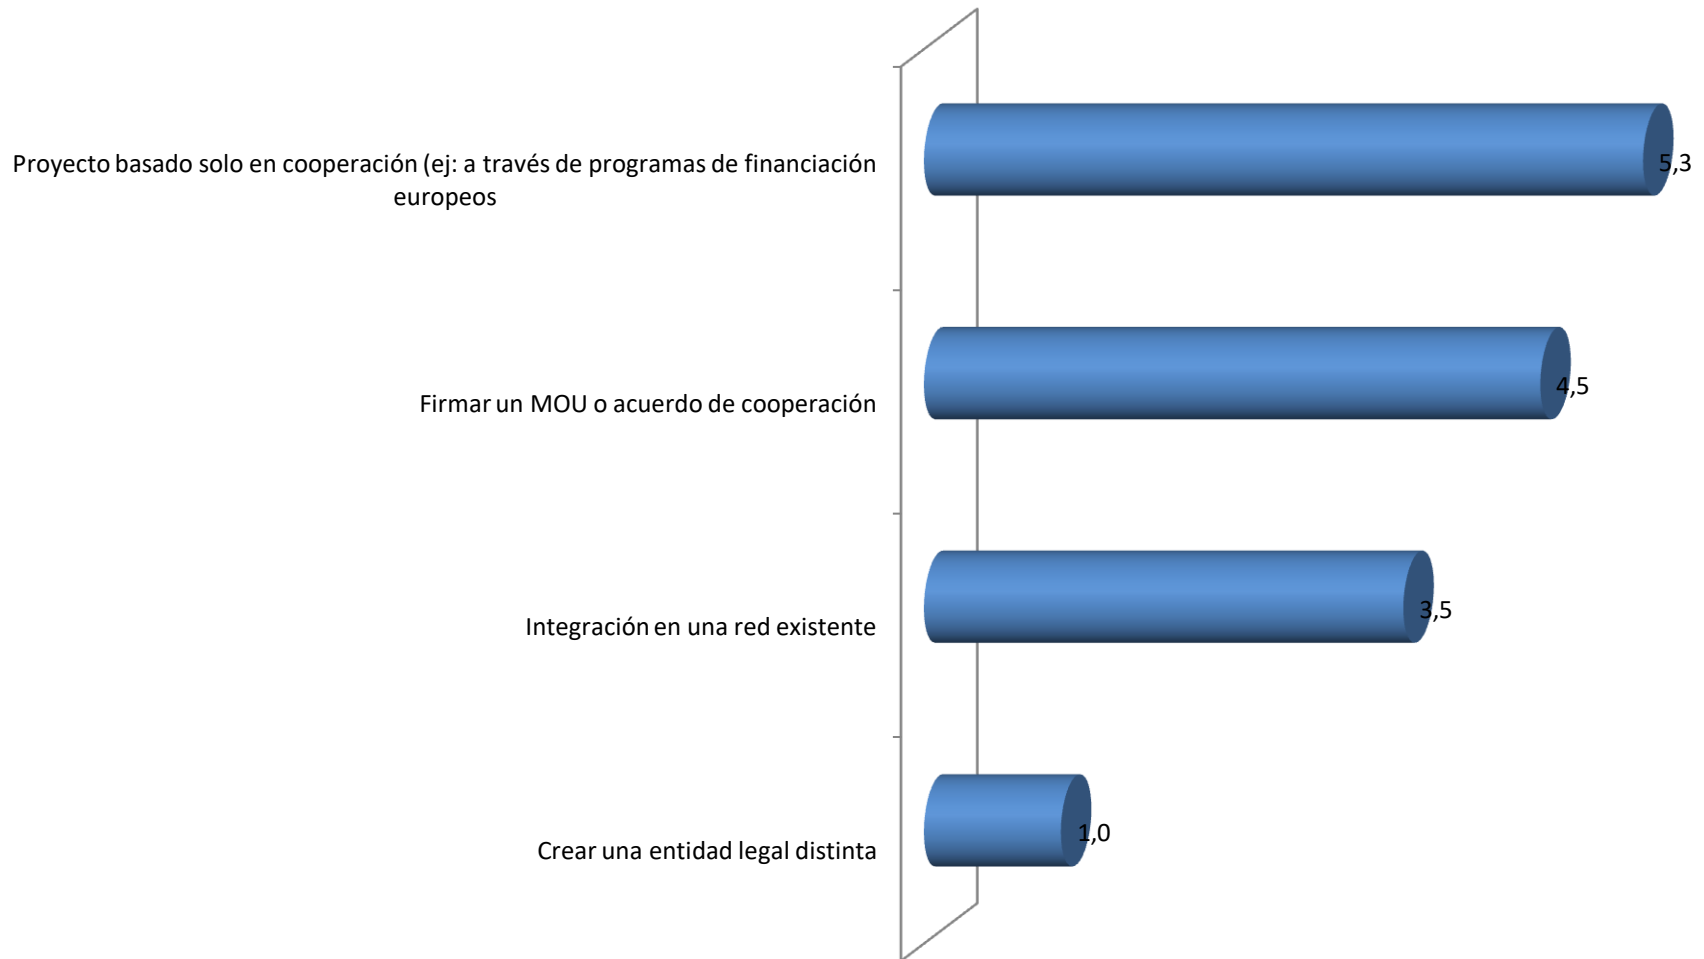 Proyecto basado solo en cooperación (ej: a través de programas de financiación
europeos
5,3
Firmar un MOU o acuerdo de cooperación
4,5
Integración en una red existente
3,5
Crear una entidad legal distinta
1,0